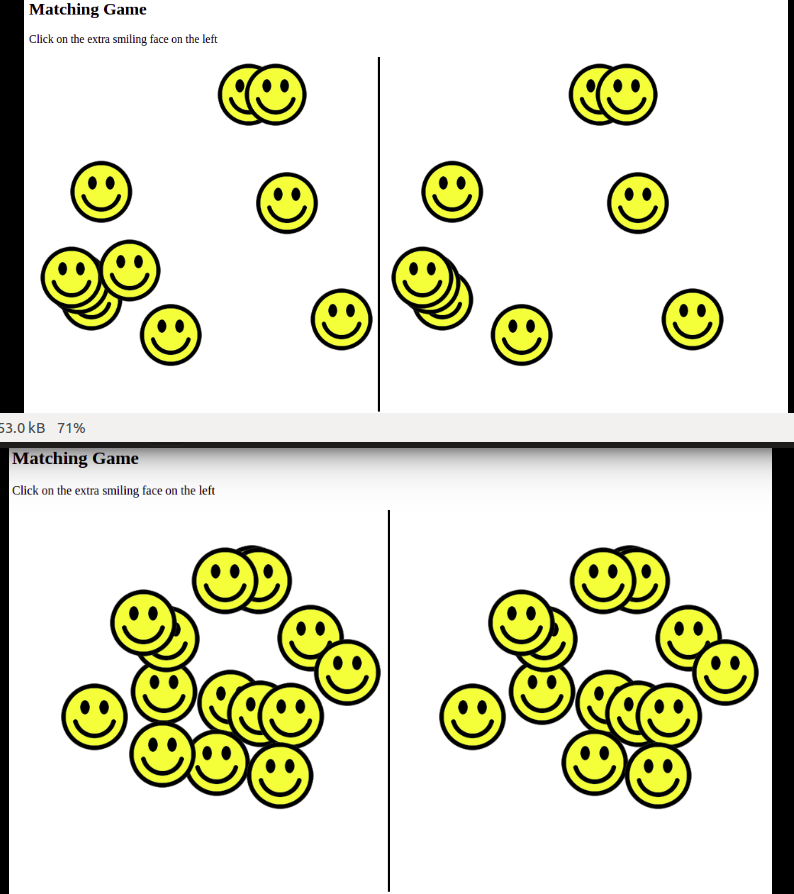 Matching Game
Click on the extra smiling face on the left
53.0 kB 71%
Matching Game
Click on the extra smiling face on the left